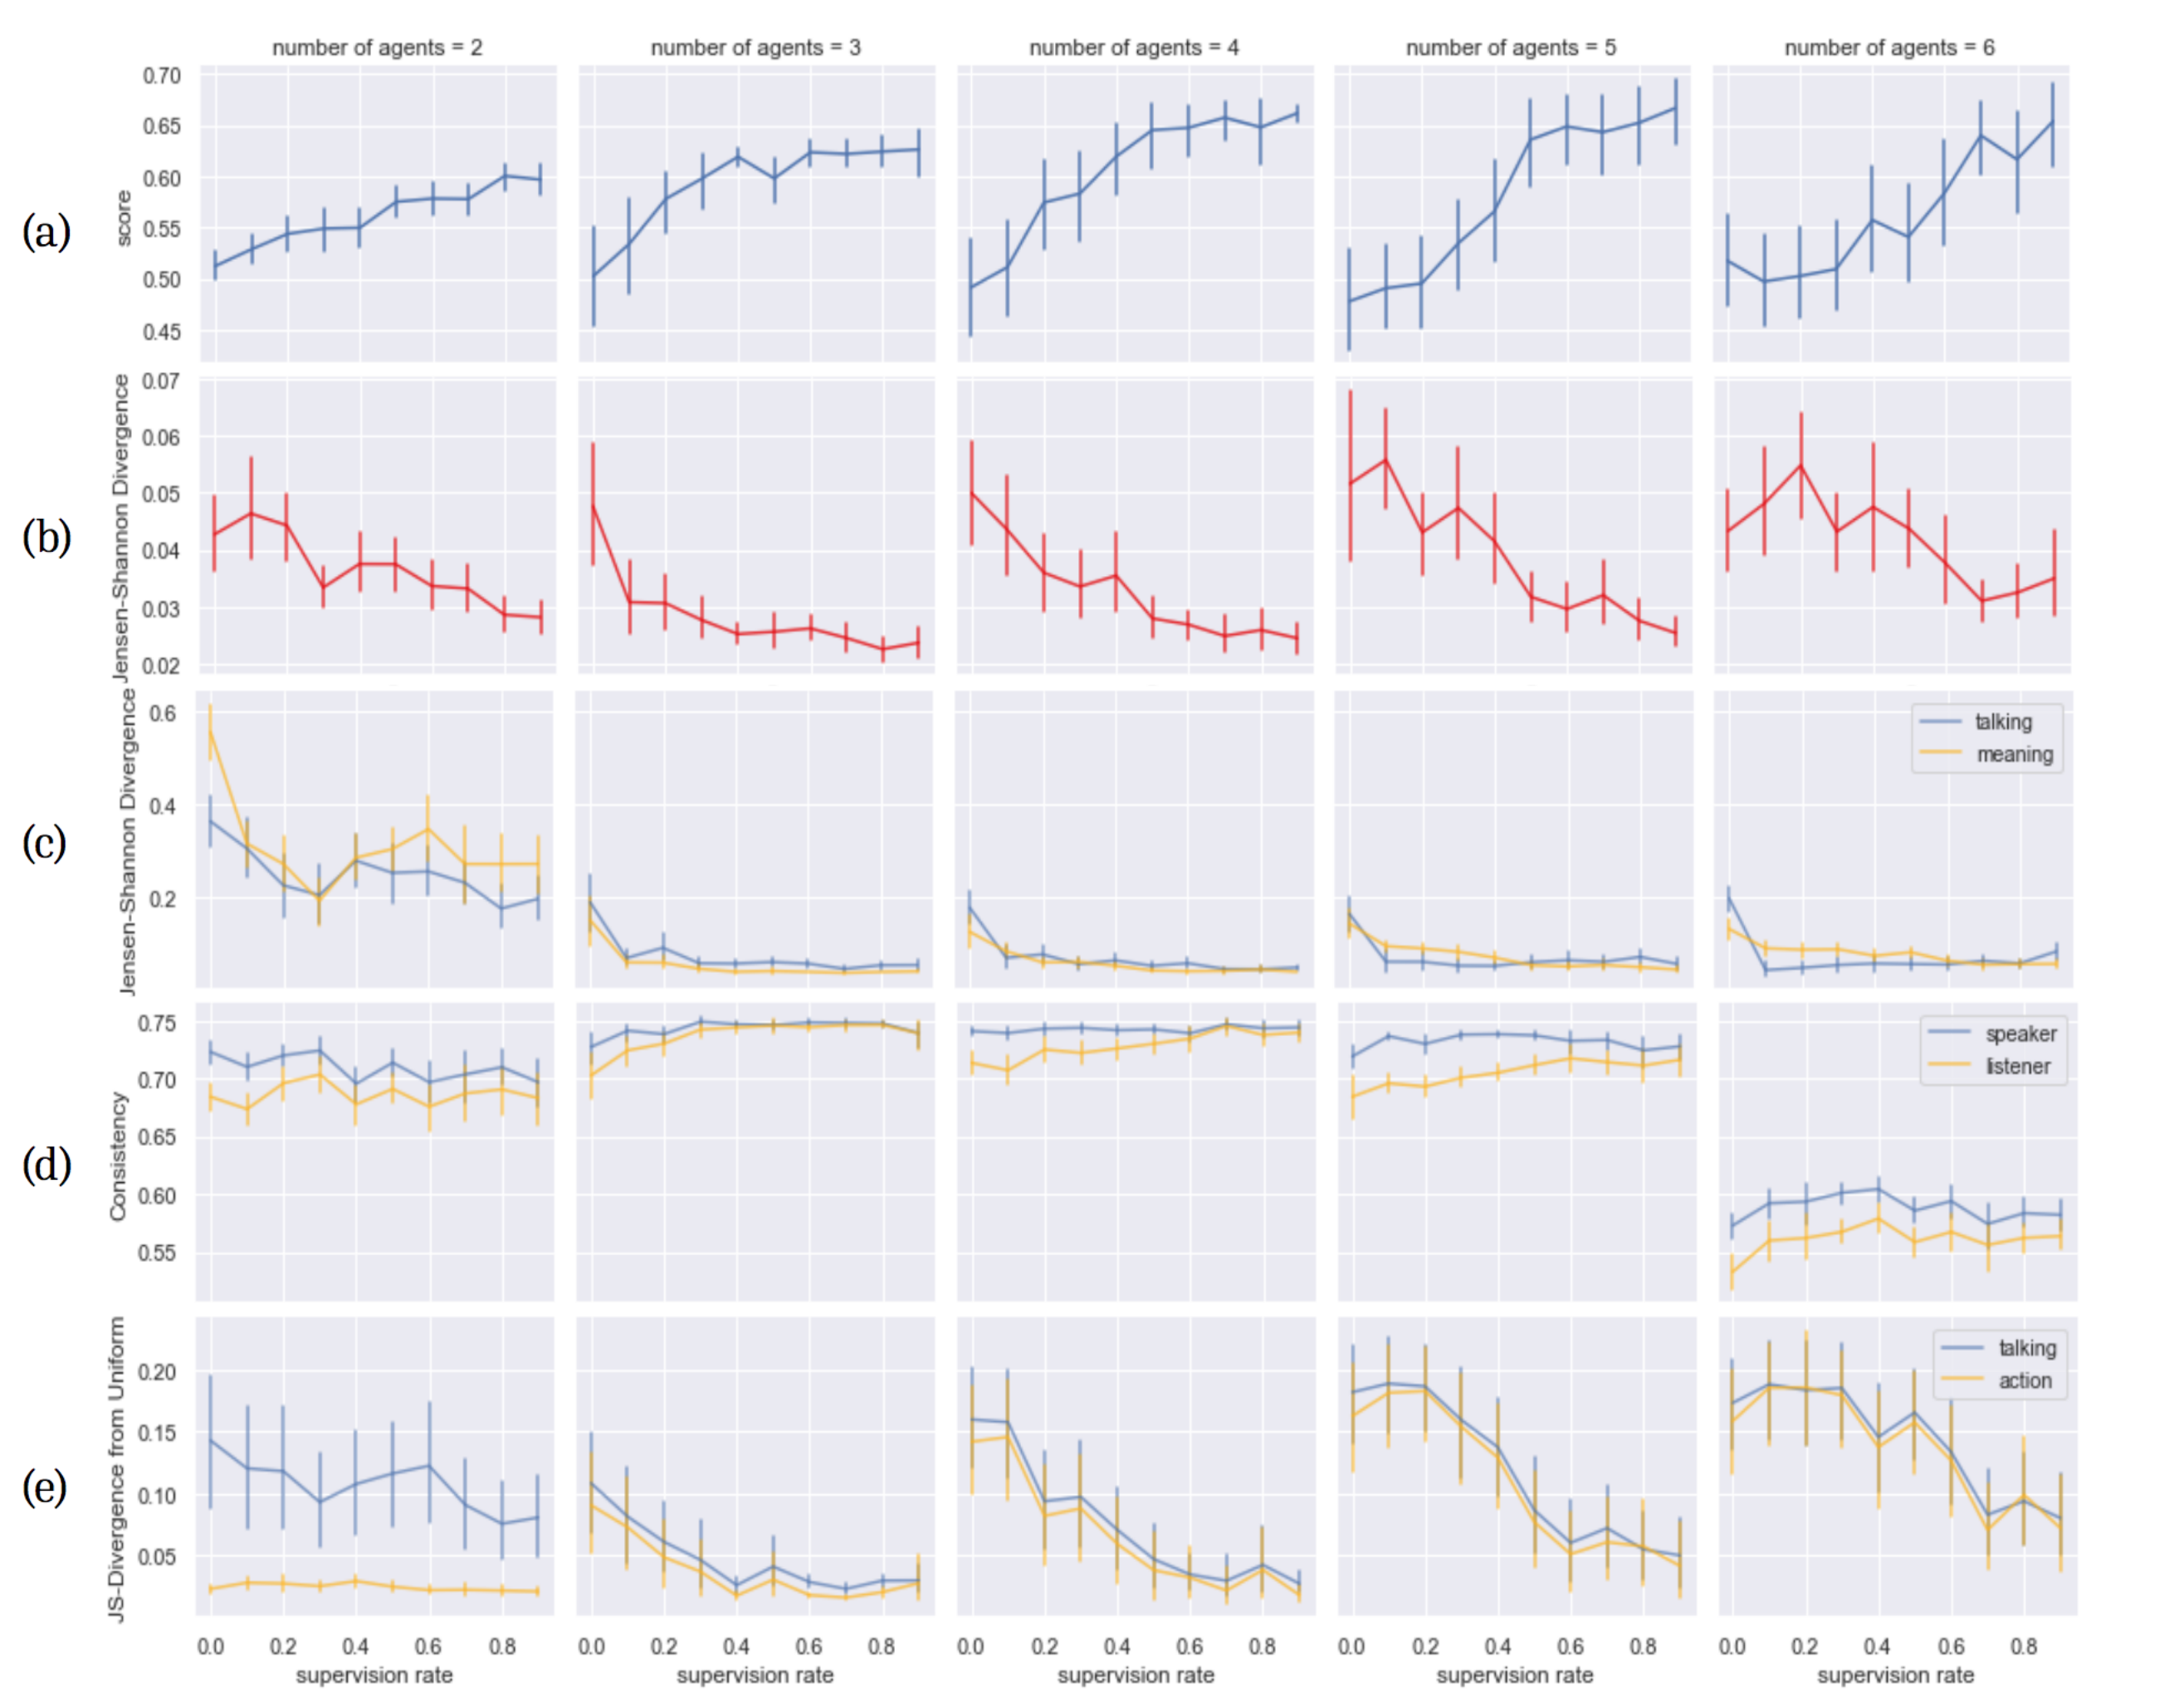 number of agents = 2 number of agents = 3 number of agents = 4 number of agents = 5 number of agents = 6
(a)
score
0.70
0.65
0.60
0.55
0.50
0.45
(b)
Jensen-Shannon Divergence
0.07
0.06
0.05
0.04
0.03
0.02
(c)
Jensen-Shannon Divergence
0.6
0.4
0.2
talking
meaning
(d)
Consistency
0.75
0.70
0.65
0.60
0.55
speaker
listener
(e)
JS-Divergence from Uniform
0.20
0.15
0.10
0.05
talking
action
0.0 0.2 0.4 0.6 0.8 0.0 0.2 0.4 0.6 0.8 0.0 0.2 0.4 0.6 0.8 0.0 0.2 0.4 0.6 0.8 0.0 0.2 0.4 0.6 0.8
supervision rate supervision rate supervision rate supervision rate supervision rate